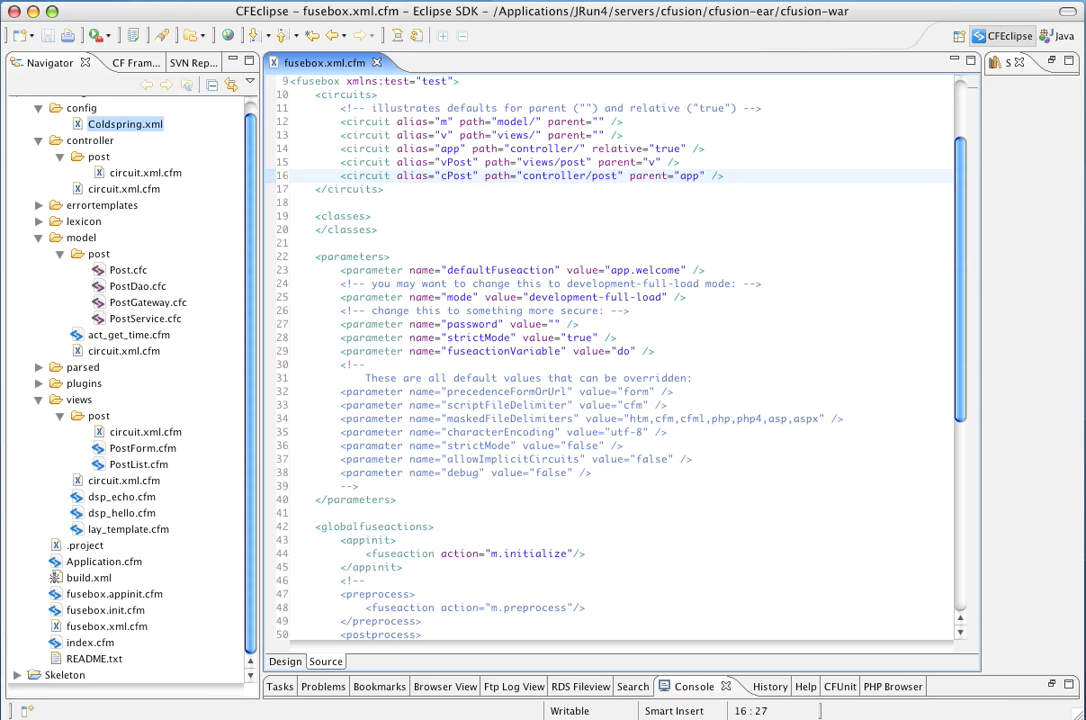 CFEclipse – fusebox.xml.cfm – Eclipse SDK – /Applications/JRun4/servers/cfusion/cfusion-ear/cfusion-war
CFEclipse
Java
Navigator
CF Fram...
SVN Rep...
config
Coldspring.xml
controller
post
circuit.xml.cfm
circuit.xml.cfm
errortemplates
lexicon
model
post
Post.cfc
PostDao.cfc
PostGateway.cfc
PostService.cfc
act_get_time.cfm
circuit.xml.cfm
parsed
plugins
views
post
circuit.xml.cfm
PostForm.cfm
PostList.cfm
circuit.xml.cfm
dsp_echo.cfm
dsp_hello.cfm
lay_template.cfm
.project
Application.cfm
build.xml
fusebox.appinit.cfm
fusebox.init.cfm
fusebox.xml.cfm
index.cfm
README.txt
Skeleton
fusebox.xml.cfm
9 <fusebox xmlns:test="test">
10 <circuits>
11 <!-- illustrates defaults for parent ("") and relative ("true") -->
12 <circuit alias="m" path="model/" parent="" />
13 <circuit alias="v" path="views/" parent="" />
14 <circuit alias="app" path="controller/" relative="true" />
15 <circuit alias="vPost" path="views/post" parent="v" />
16 <circuit alias="cPost" path="controller/post" parent="app" />
17 </circuits>
18
19 <classes>
20 </classes>
21
22 <parameters>
23 <parameter name="defaultFuseaction" value="app.welcome" />
24 <!-- you may want to change this to development-full-load mode: -->
25 <parameter name="mode" value="development-full-load" />
26 <!-- change this to something more secure: -->
27 <parameter name="password" value="" />
28 <parameter name="strictMode" value="true" />
29 <parameter name="fuseactionVariable" value="do" />
30 <!--
31 These are all default values that can be overridden:
32 <parameter name="precedenceFormOrUrl" value="form" />
33 <parameter name="scriptFileDelimiter" value="cfm" />
34 <parameter name="maskedFileDelimiters" value="htm,cfm,cfml,php,php4,asp,aspx" />
35 <parameter name="characterEncoding" value="utf-8" />
36 <parameter name="strictMode" value="false" />
37 <parameter name="allowImplicitCircuits" value="false" />
38 <parameter name="debug" value="false" />
39 -->
40 </parameters>
41
42 <globalfuseactions>
43 <appinit>
44 <fuseaction action="m.initialize"/>
45 </appinit>
46 <!--
47 <preprocess>
48 <fuseaction action="m.preprocess"/>
49 </preprocess>
50 <postprocess>
S
Design
Source
Tasks
Problems
Bookmarks
Browser View
Ftp Log View
RDS Fileview
Search
Console
History
Help
CFUnit
PHP Browser
Writable
Smart Insert
16 : 27